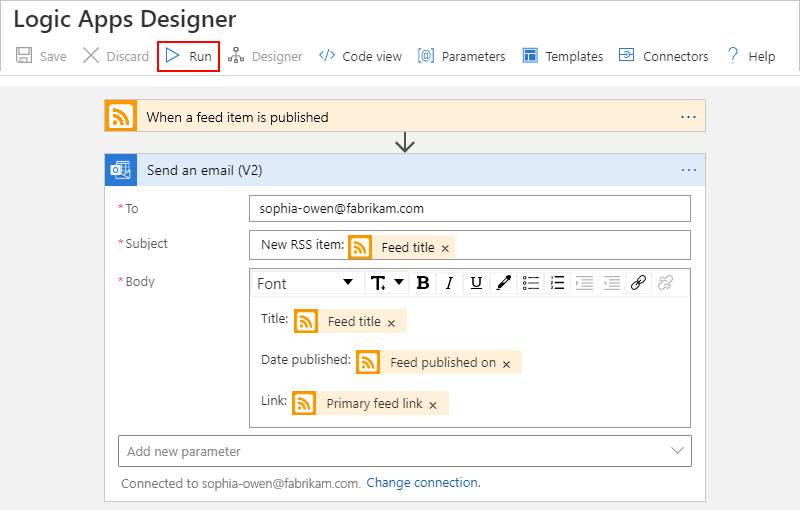 Logic Apps Designer
Save Discard Run Designer Code view Parameters Templates Connectors ? Help
When a feed item is published ...
Send an email (V2) ...
* To sophia-owen@fabrikam.com
* Subject New RSS item: Feed title ×
* Body Font T B I U
Title: Feed title ×
Date published: Feed published on ×
Link: Primary feed link ×
Add new parameter
Connected to sophia-owen@fabrikam.com. Change connection.